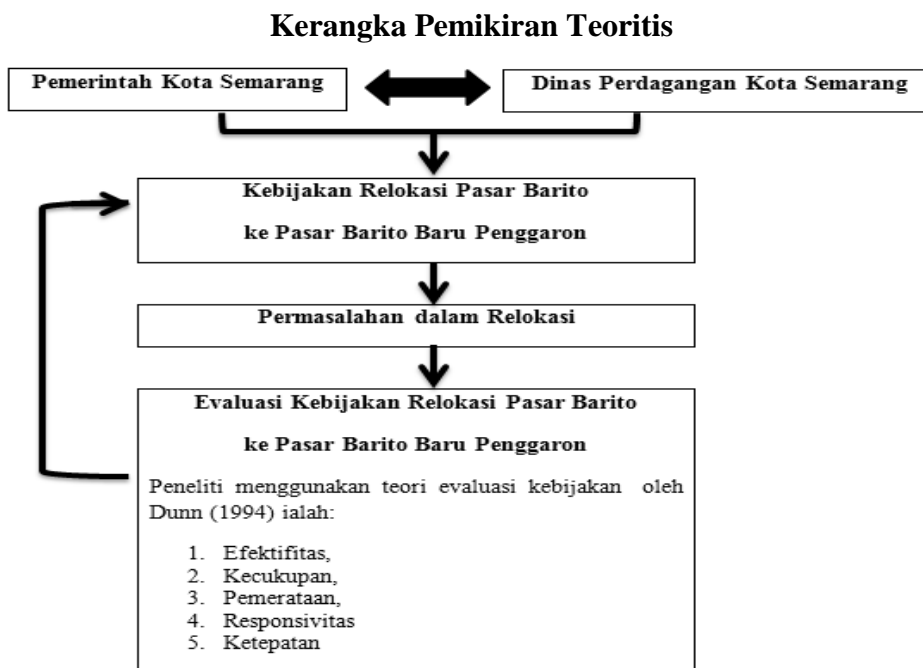 Kerangka Pemikiran Teoritis
Pemerintah Kota Semarang
Dinas Perdagangan Kota Semarang
Kebijakan Relokasi Pasar Barito
ke Pasar Barito Baru Penggaron
Permasalahan dalam Relokasi
Evaluasi Kebijakan Relokasi Pasar Barito
ke Pasar Barito Baru Penggaron
Peneliti menggunakan teori evaluasi kebijakan oleh
Dunn (1994) ialah:
1. Efektifitas,
2. Kecukupan,
3. Pemerataan,
4. Responsivitas
5. Ketepatan